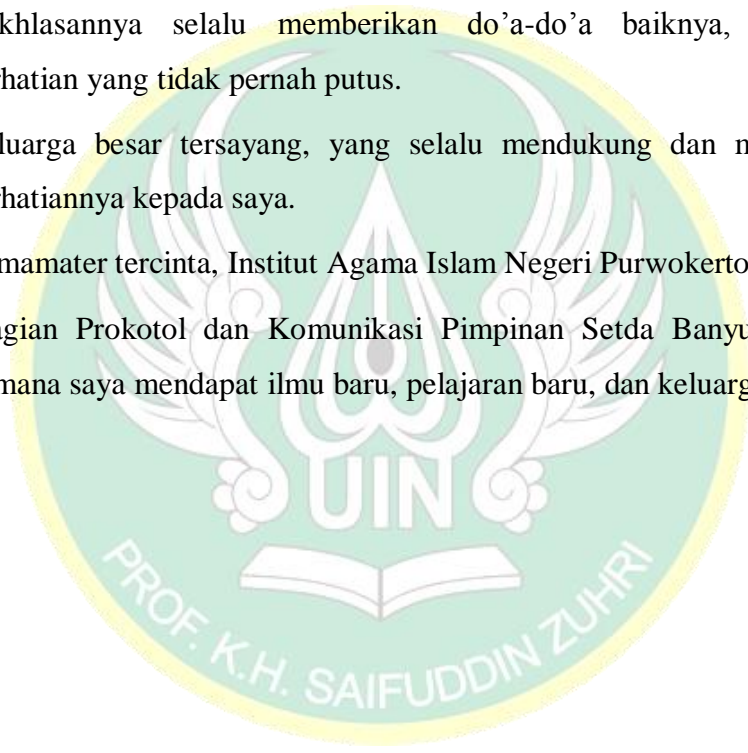 khlasannya selalu memberikan do’a-do’a baiknya,
rhatian yang tidak pernah putus.
luarga besar tersayang, yang selalu mendukung dan m
rhatiannya kepada saya.
mamater tercinta, Institut Agama Islam Negeri Purwokerto
gian Prokotol dan Komunikasi Pimpinan Setda Banyu
mana saya mendapat ilmu baru, pelajaran baru, dan keluarg
UIN
PROF. K.H. SAIFUDDIN ZUHRI